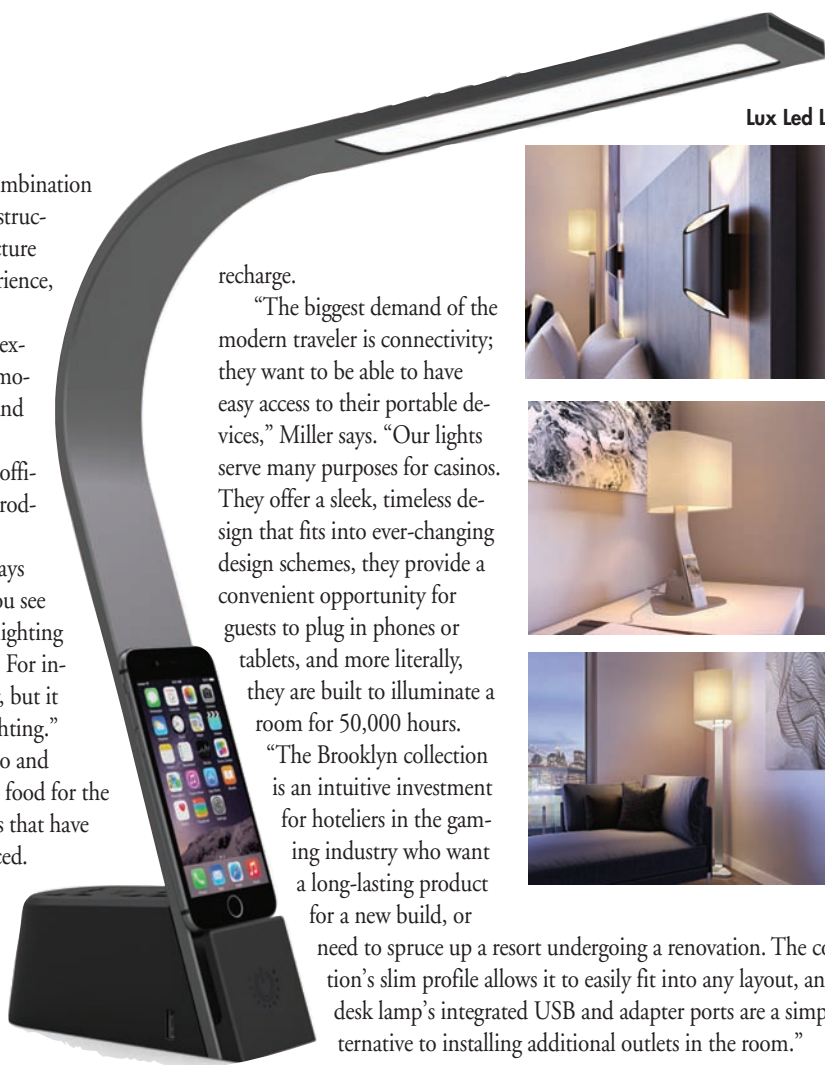 Lux Led L
mbination
struc-
cture
rience,
ex-
mo-
nd
offi-
rod-
ays
ou see
ighting
For in-
, but it
hting.”
o and
food for the
s that have
ced.
recharge.
“The biggest demand of the
modern traveler is connectivity;
they want to be able to have
easy access to their portable de-
vices,” Miller says. “Our lights
serve many purposes for casinos.
They offer a sleek, timeless de-
sign that fits into ever-changing
design schemes, they provide a
convenient opportunity for
guests to plug in phones or
tablets, and more literally,
they are built to illuminate a
room for 50,000 hours.
“The Brooklyn collection
is an intuitive investment
for hoteliers in the gam-
ing industry who want
a long-lasting product
for a new build, or
need to spruce up a resort undergoing a renovation. The co
tion’s slim profile allows it to easily fit into any layout, an
desk lamp’s integrated USB and adapter ports are a simp
ternative to installing additional outlets in the room.”